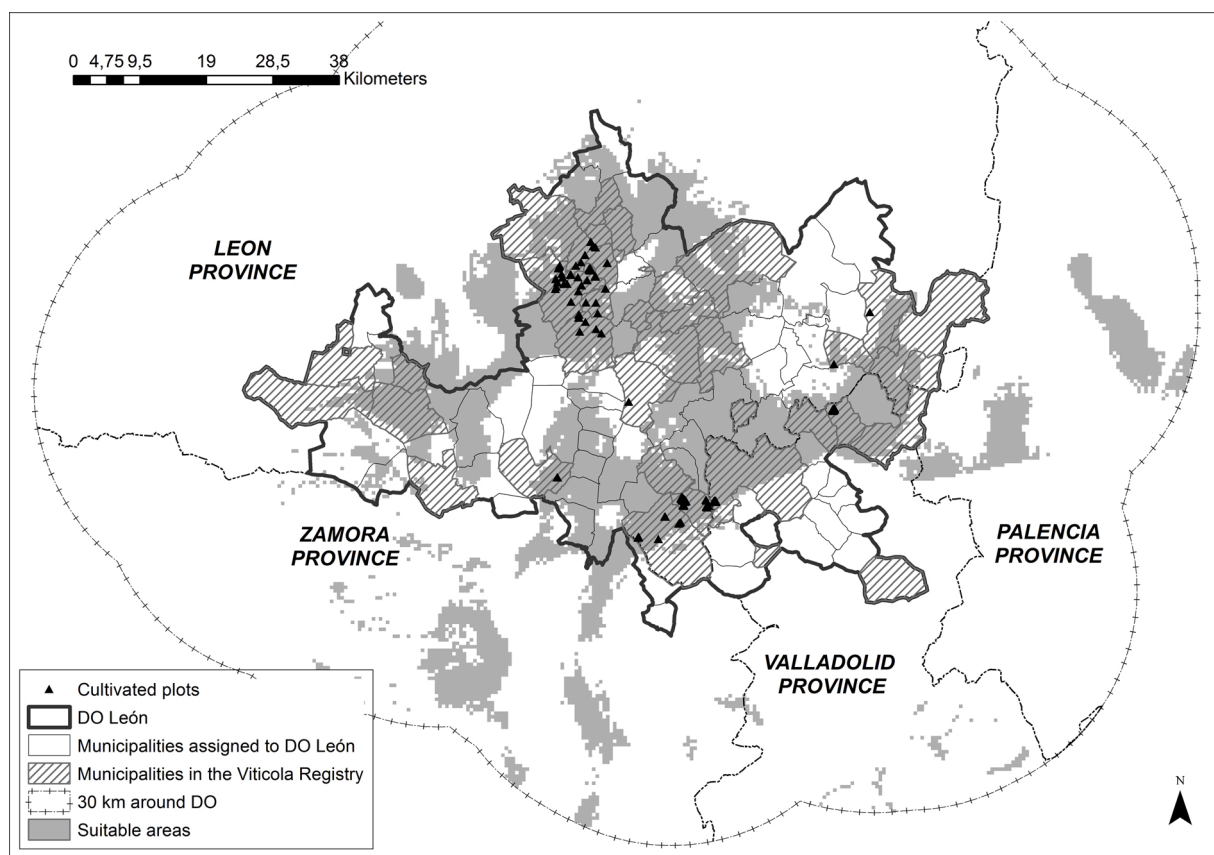 0 4,75 9,5 19 28,5 38
Kilometers
LEON
PROVINCE
ZAMORA
PROVINCE
PALENCIA
PROVINCE
VALLADOLID
PROVINCE
Cultivated plots
DO León
Municipalities assigned to DO León
Municipalities in the Viticola Registry
30 km around DO
Suitable areas
N